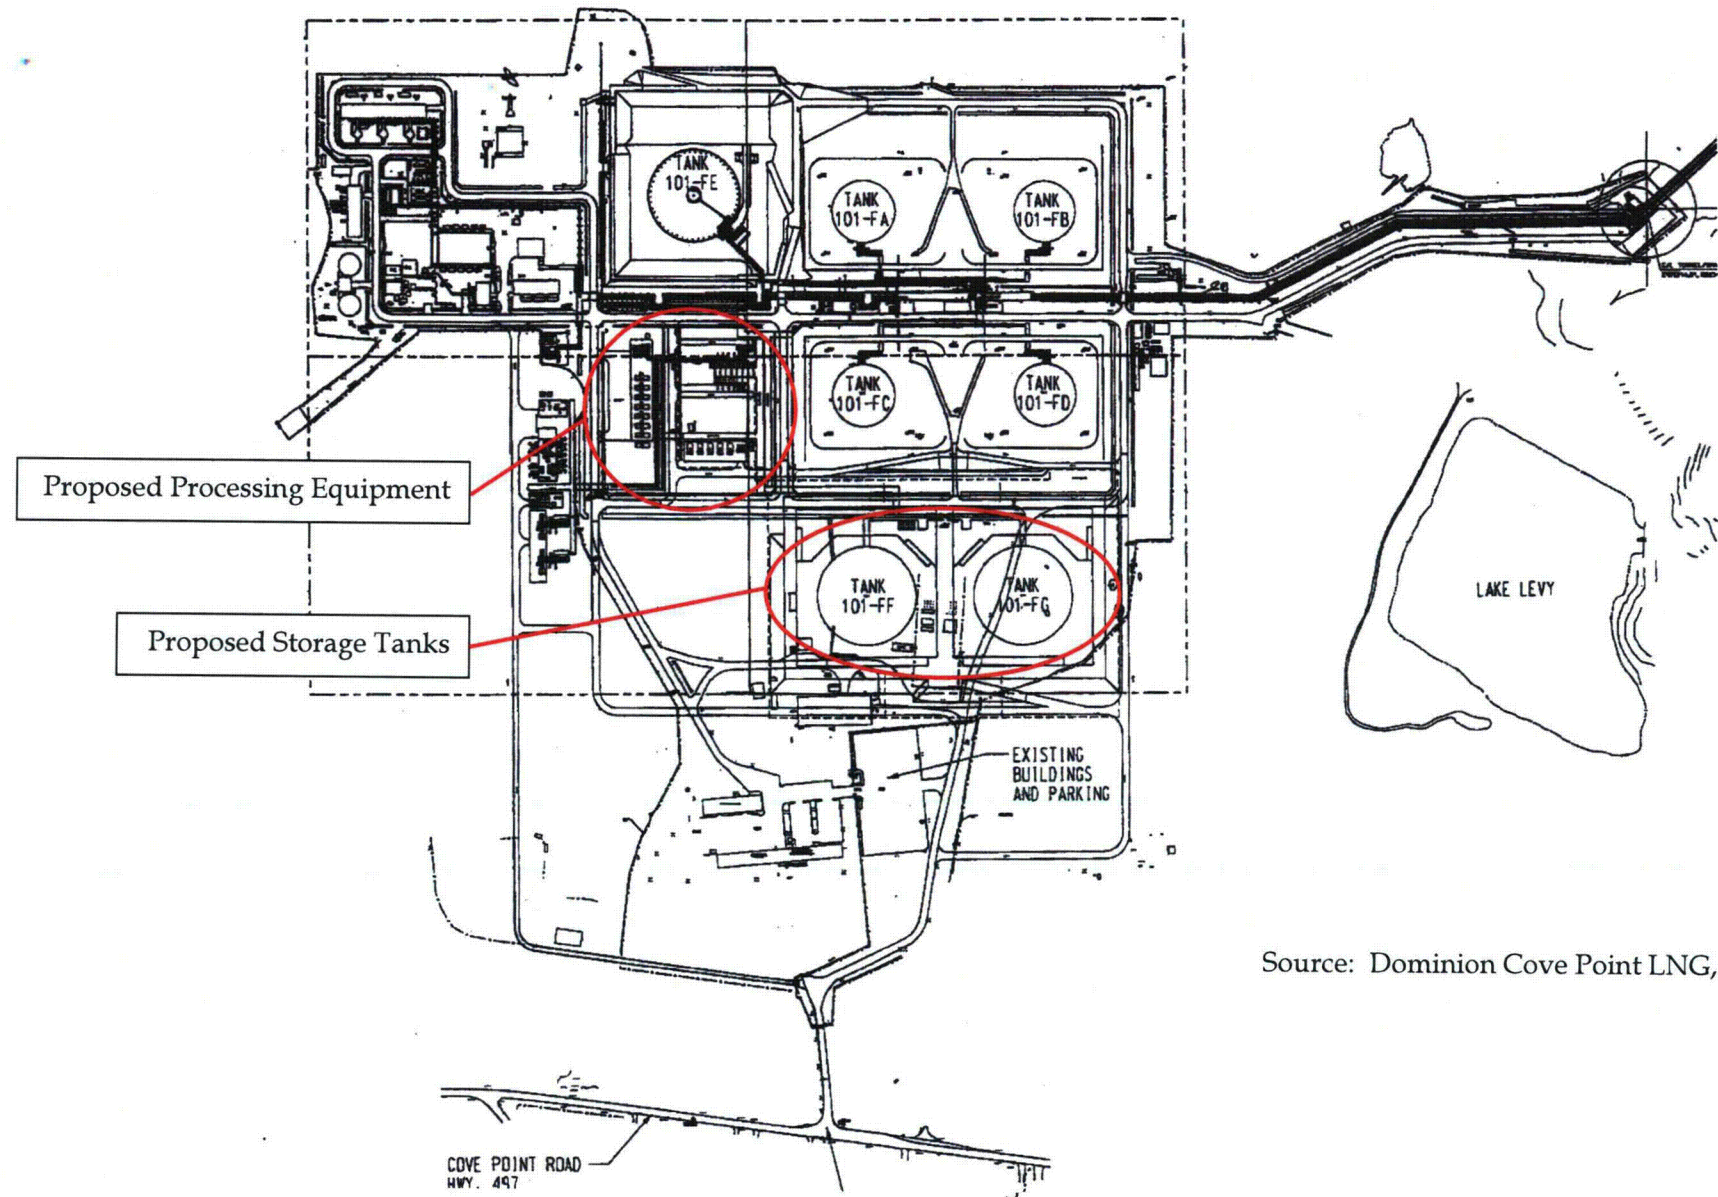 TANK
101-FE
TANK
101-FA
TANK
101-FB
TANK
101-FC
TANK
101-FD
Proposed Processing Equipment
TANK
101-FF
TANK
101-FG
LAKE LEVY
Proposed Storage Tanks
EXISTING
BUILDINGS
AND PARKING
Source: Dominion Cove Point LNG,
COVE POINT ROAD
HWY. 497